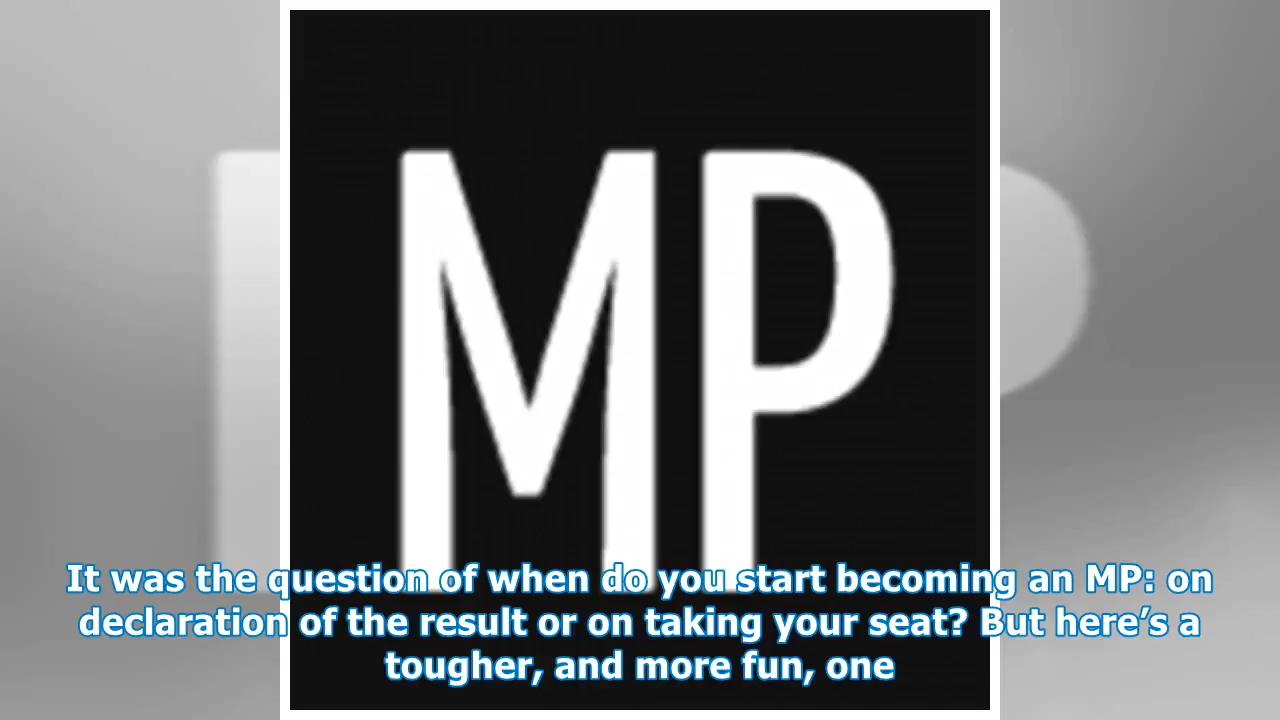 MP
It was the question of when do you start becoming an MP: on
declaration of the result or on taking your seat? But here’s a
tougher, and more fun, one